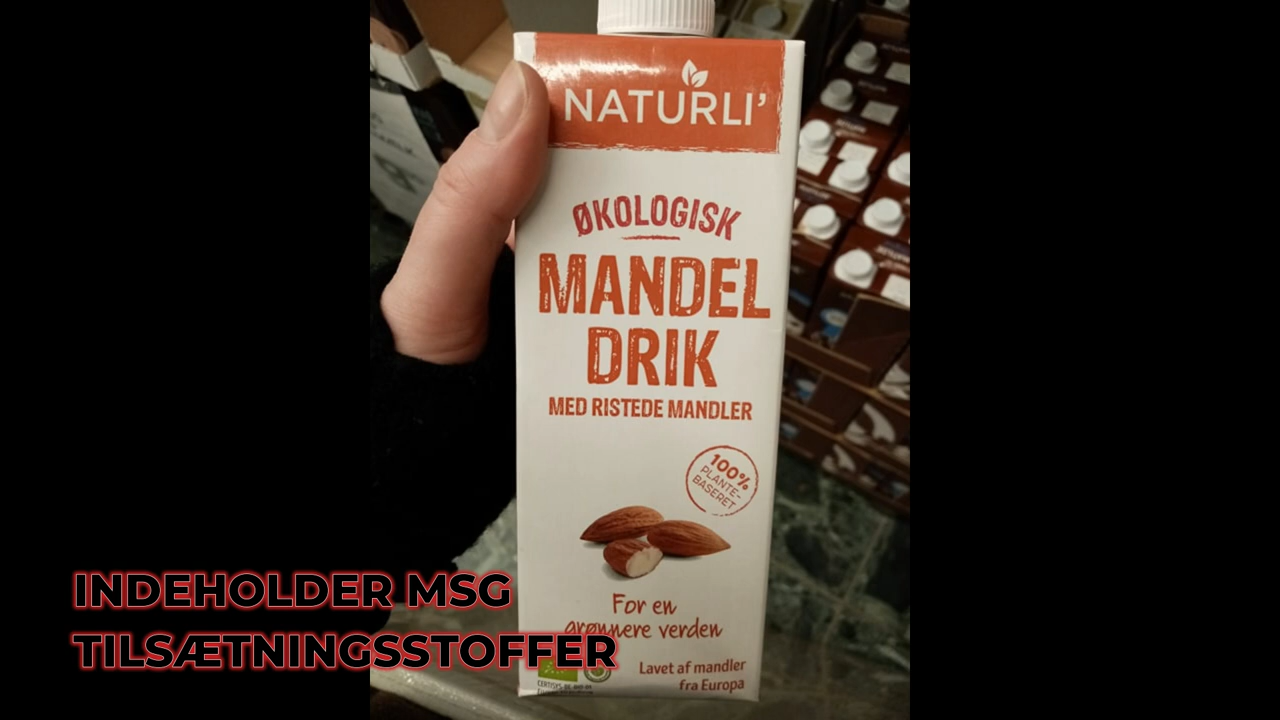 NATURLI’
ØKOLOGISK
MANDEL
DRIK
MED RISTEDE MANDLER
100%
PLANTE-
BASERET
For en
grønnere verden
Lavet af mandler
fra Europa
INDEHOLDER MSG
TILSÆTNINGSSTOFFER